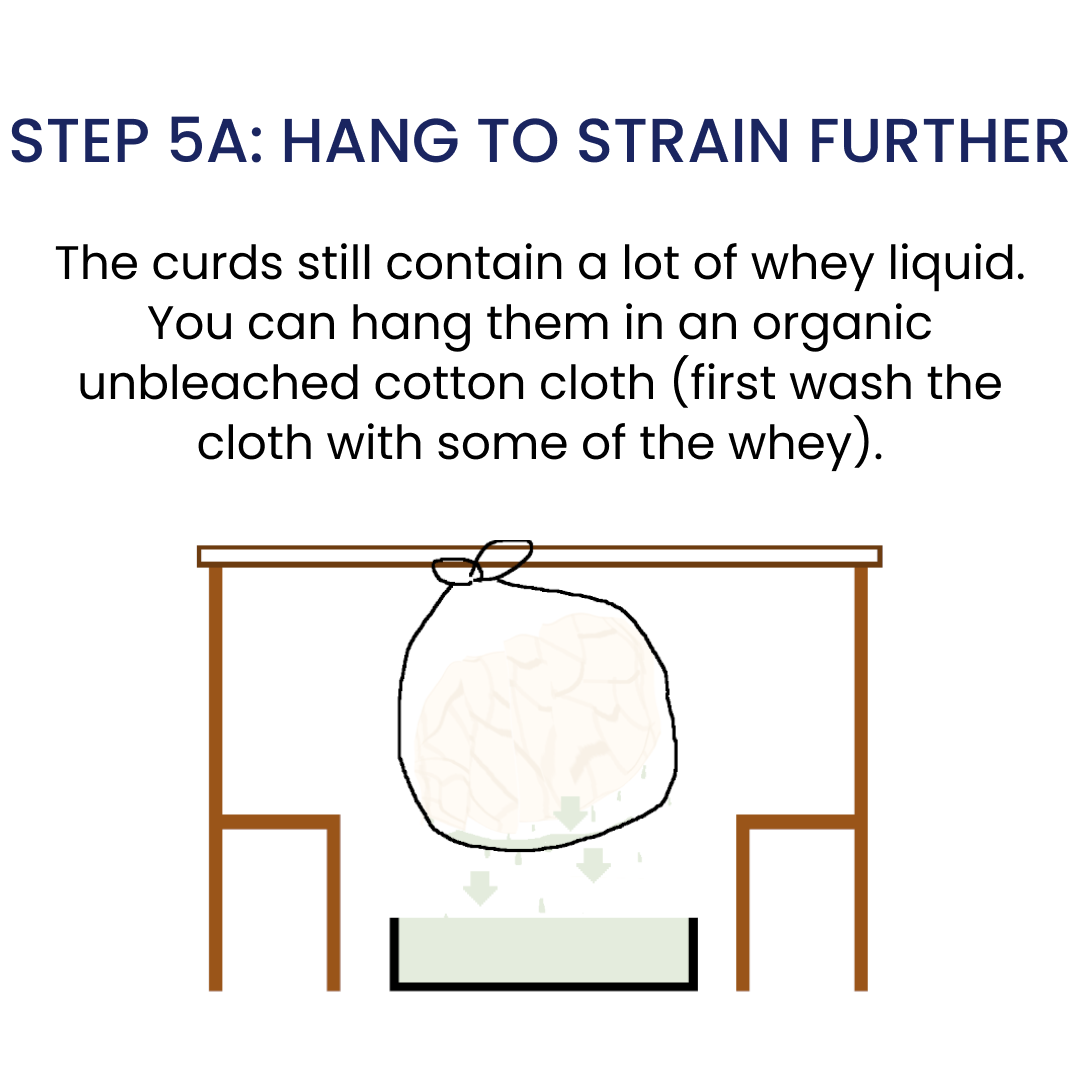 STEP 5A: HANG TO STRAIN FURTHER
The curds still contain a lot of whey liquid.
You can hang them in an organic
unbleached cotton cloth (first wash the
cloth with some of the whey).